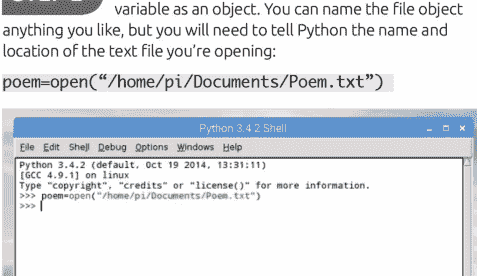 variable as an object. You can name the file object
anything you like, but you will need to tell Python the name and
location of the text file you’re opening:
poem=open(“/home/pi/Documents/Poem.txt”)
Python 3.4.2 Shell
File Edit Shell Debug Options Windows Help
Python 3.4.2 (default, Oct 19 2014, 13:31:11)
[GCC 4.9.1] on linux
Type "copyright", "credits" or "license()" for more information.
>>> poem=open("/home/pi/Documents/Poem.txt")
>>>